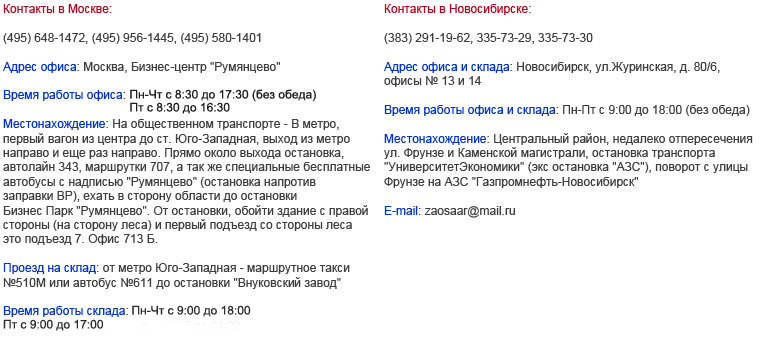 Контакты в Москве:
(495) 648-1472, (495) 956-1445, (495) 580-1401
Адрес офиса: Москва, Бизнес-центр "Румянцево"
Время работы офиса: Пн-Чт с 8:30 до 17:30 (без обеда)
Пт с 8:30 до 16:30
Местонахождение: На общественном транспорте - В метро,
первый вагон из центра до ст. Юго-Западная, выход из метро
направо и еще раз направо. Прямо около выхода остановка,
автолайн 343, маршрутки 707, а так же специальные бесплатные
автобусы с надписью "Румянцево" (остановка напротив
заправки ВР), ехать в сторону области до остановки
Бизнес Парк "Румянцево". От остановки, обойти здание с правой
стороны (на сторону леса) и первый подъезд со стороны леса
это подъезд 7. Офис 713 Б.
Проезд на склад: от метро Юго-Западная - маршрутное такси
№510М или автобус №611 до остановки "Внуковский завод"
Время работы склада: Пн-Чт с 9:00 до 18:00
Пт с 9:00 до 17:00
Контакты в Новосибирске:
(383) 291-19-62, 335-73-29, 335-73-30
Адрес офиса и склада: Новосибирск, ул.Журинская, д. 80/6,
офисы № 13 и 14
Время работы офиса и склада: Пн-Пт с 9:00 до 18:00 (без обеда)
Местонахождение: Центральный район, недалеко отпересечения
ул. Фрунзе и Каменской магистрали, остановка транспорта
"УниверситетЭкономики" (экс остановка "АЗС"), поворот с улицы
Фрунзе на АЗС "Газпромнефть-Новосибирск"
E-mail: zaosaar@mail.ru